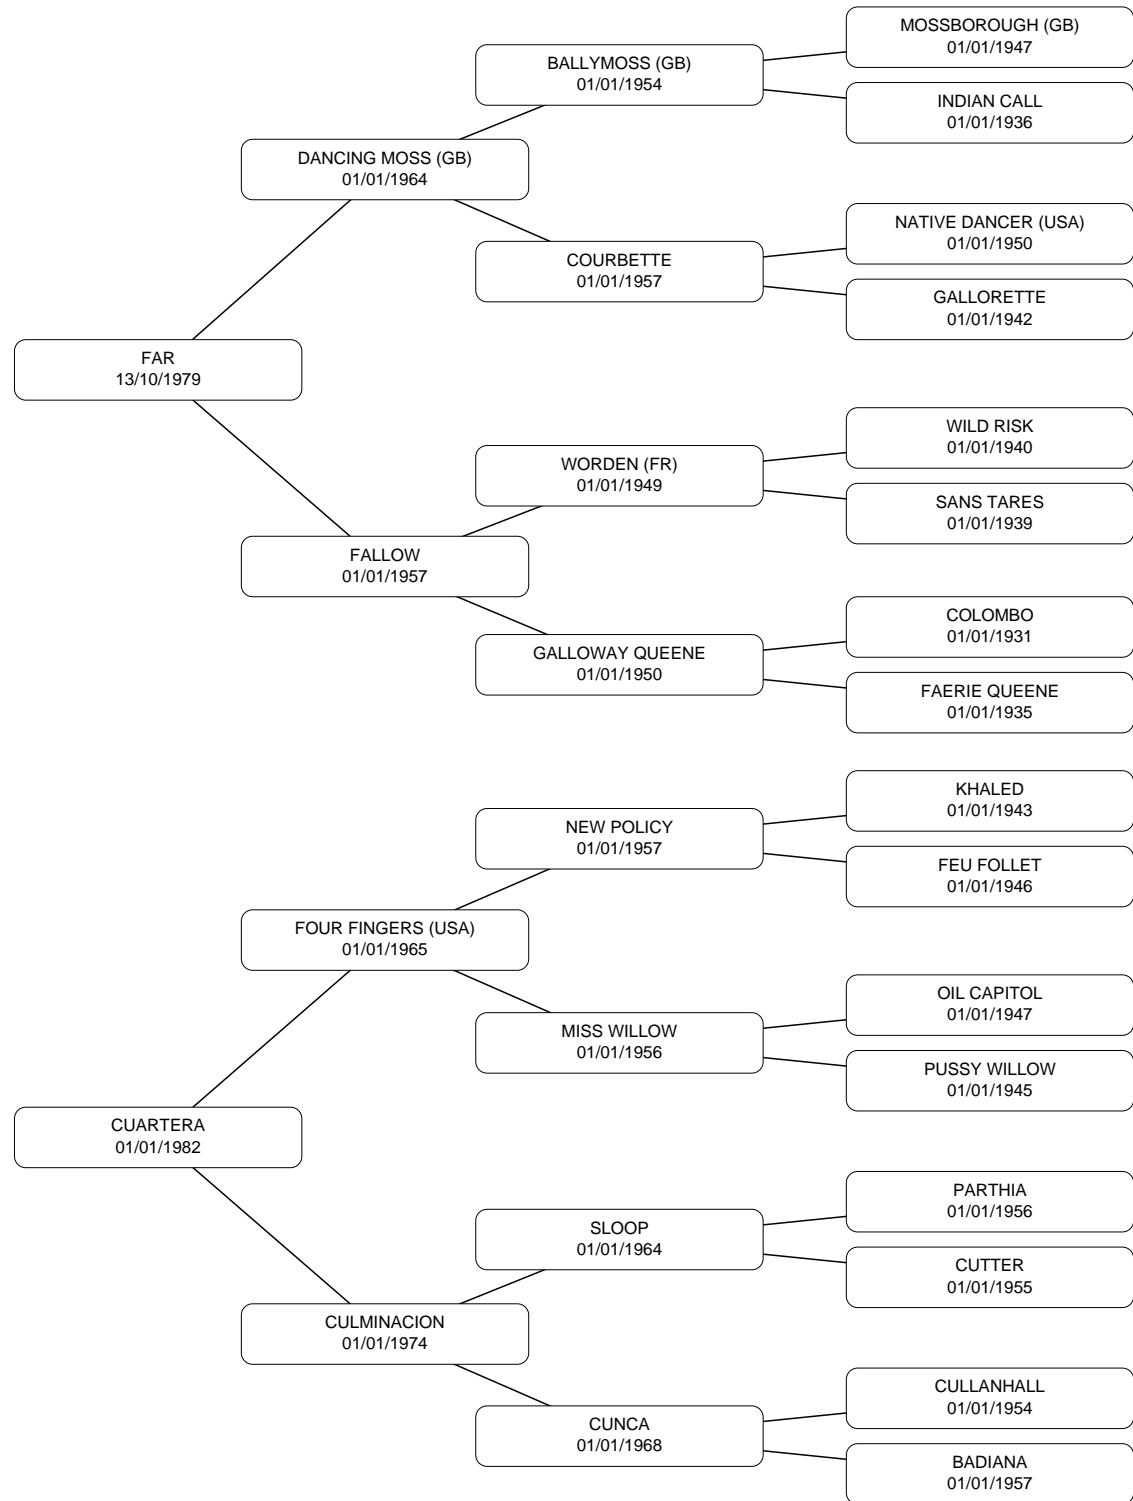 MOSSBOROUGH (GB)
01/01/1947
BALLYMOSS (GB)
01/01/1954
INDIAN CALL
01/01/1936
DANCING MOSS (GB)
01/01/1964
NATIVE DANCER (USA)
01/01/1950
COURBETTE
01/01/1957
GALLORETTE
01/01/1942
FAR
13/10/1979
WILD RISK
01/01/1940
WORDEN (FR)
01/01/1949
SANS TARES
01/01/1939
FALLOW
01/01/1957
COLOMBO
01/01/1931
GALLOWAY QUEENE
01/01/1950
FAERIE QUEENE
01/01/1935
KHALED
01/01/1943
NEW POLICY
01/01/1957
FEU FOLLET
01/01/1946
FOUR FINGERS (USA)
01/01/1965
OIL CAPITOL
01/01/1947
MISS WILLOW
01/01/1956
PUSSY WILLOW
01/01/1945
CUARTERA
01/01/1982
PARTHIA
01/01/1956
SLOOP
01/01/1964
CUTTER
01/01/1955
CULMINACION
01/01/1974
CULLANHALL
01/01/1954
CUNCA
01/01/1968
BADIANA
01/01/1957